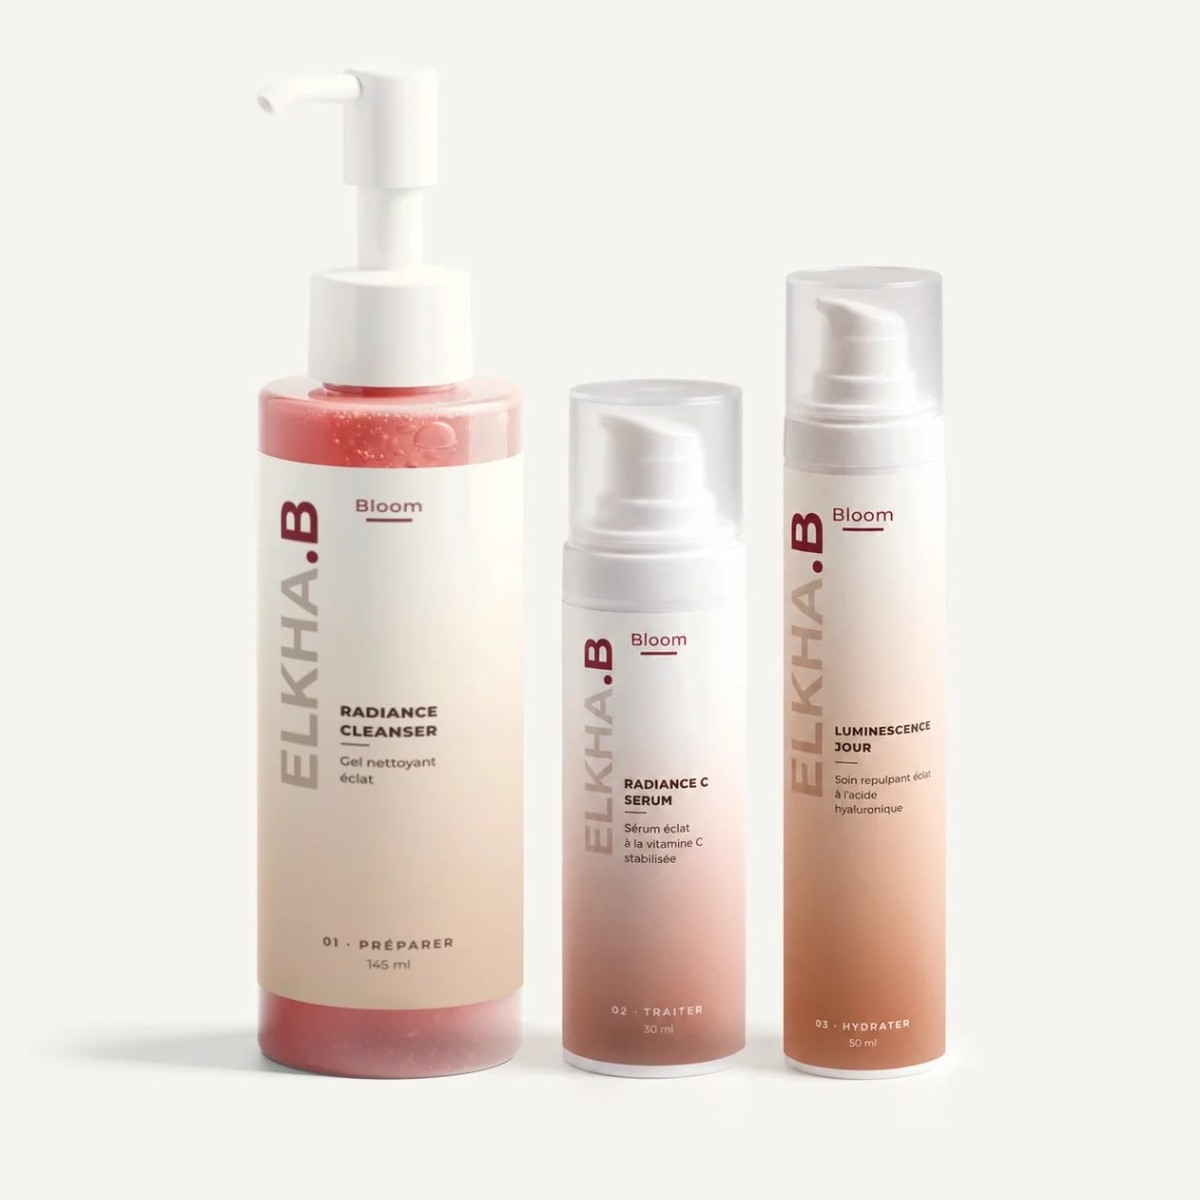 ELKHA.B
Bloom
RADIANCE
CLEANSER
Gel nettoyant
éclat
01 · PRÉPARER
145 ml
ELKHA.B
Bloom
RADIANCE C
SERUM
Sérum éclat
à la vitamine C
stabilisée
02 · TRAITER
30 ml
ELKHA.B
Bloom
LUMINESCENCE
JOUR
Soin repulpant éclat
à l'acide
hyaluronique
03 · HYDRATER
50 ml